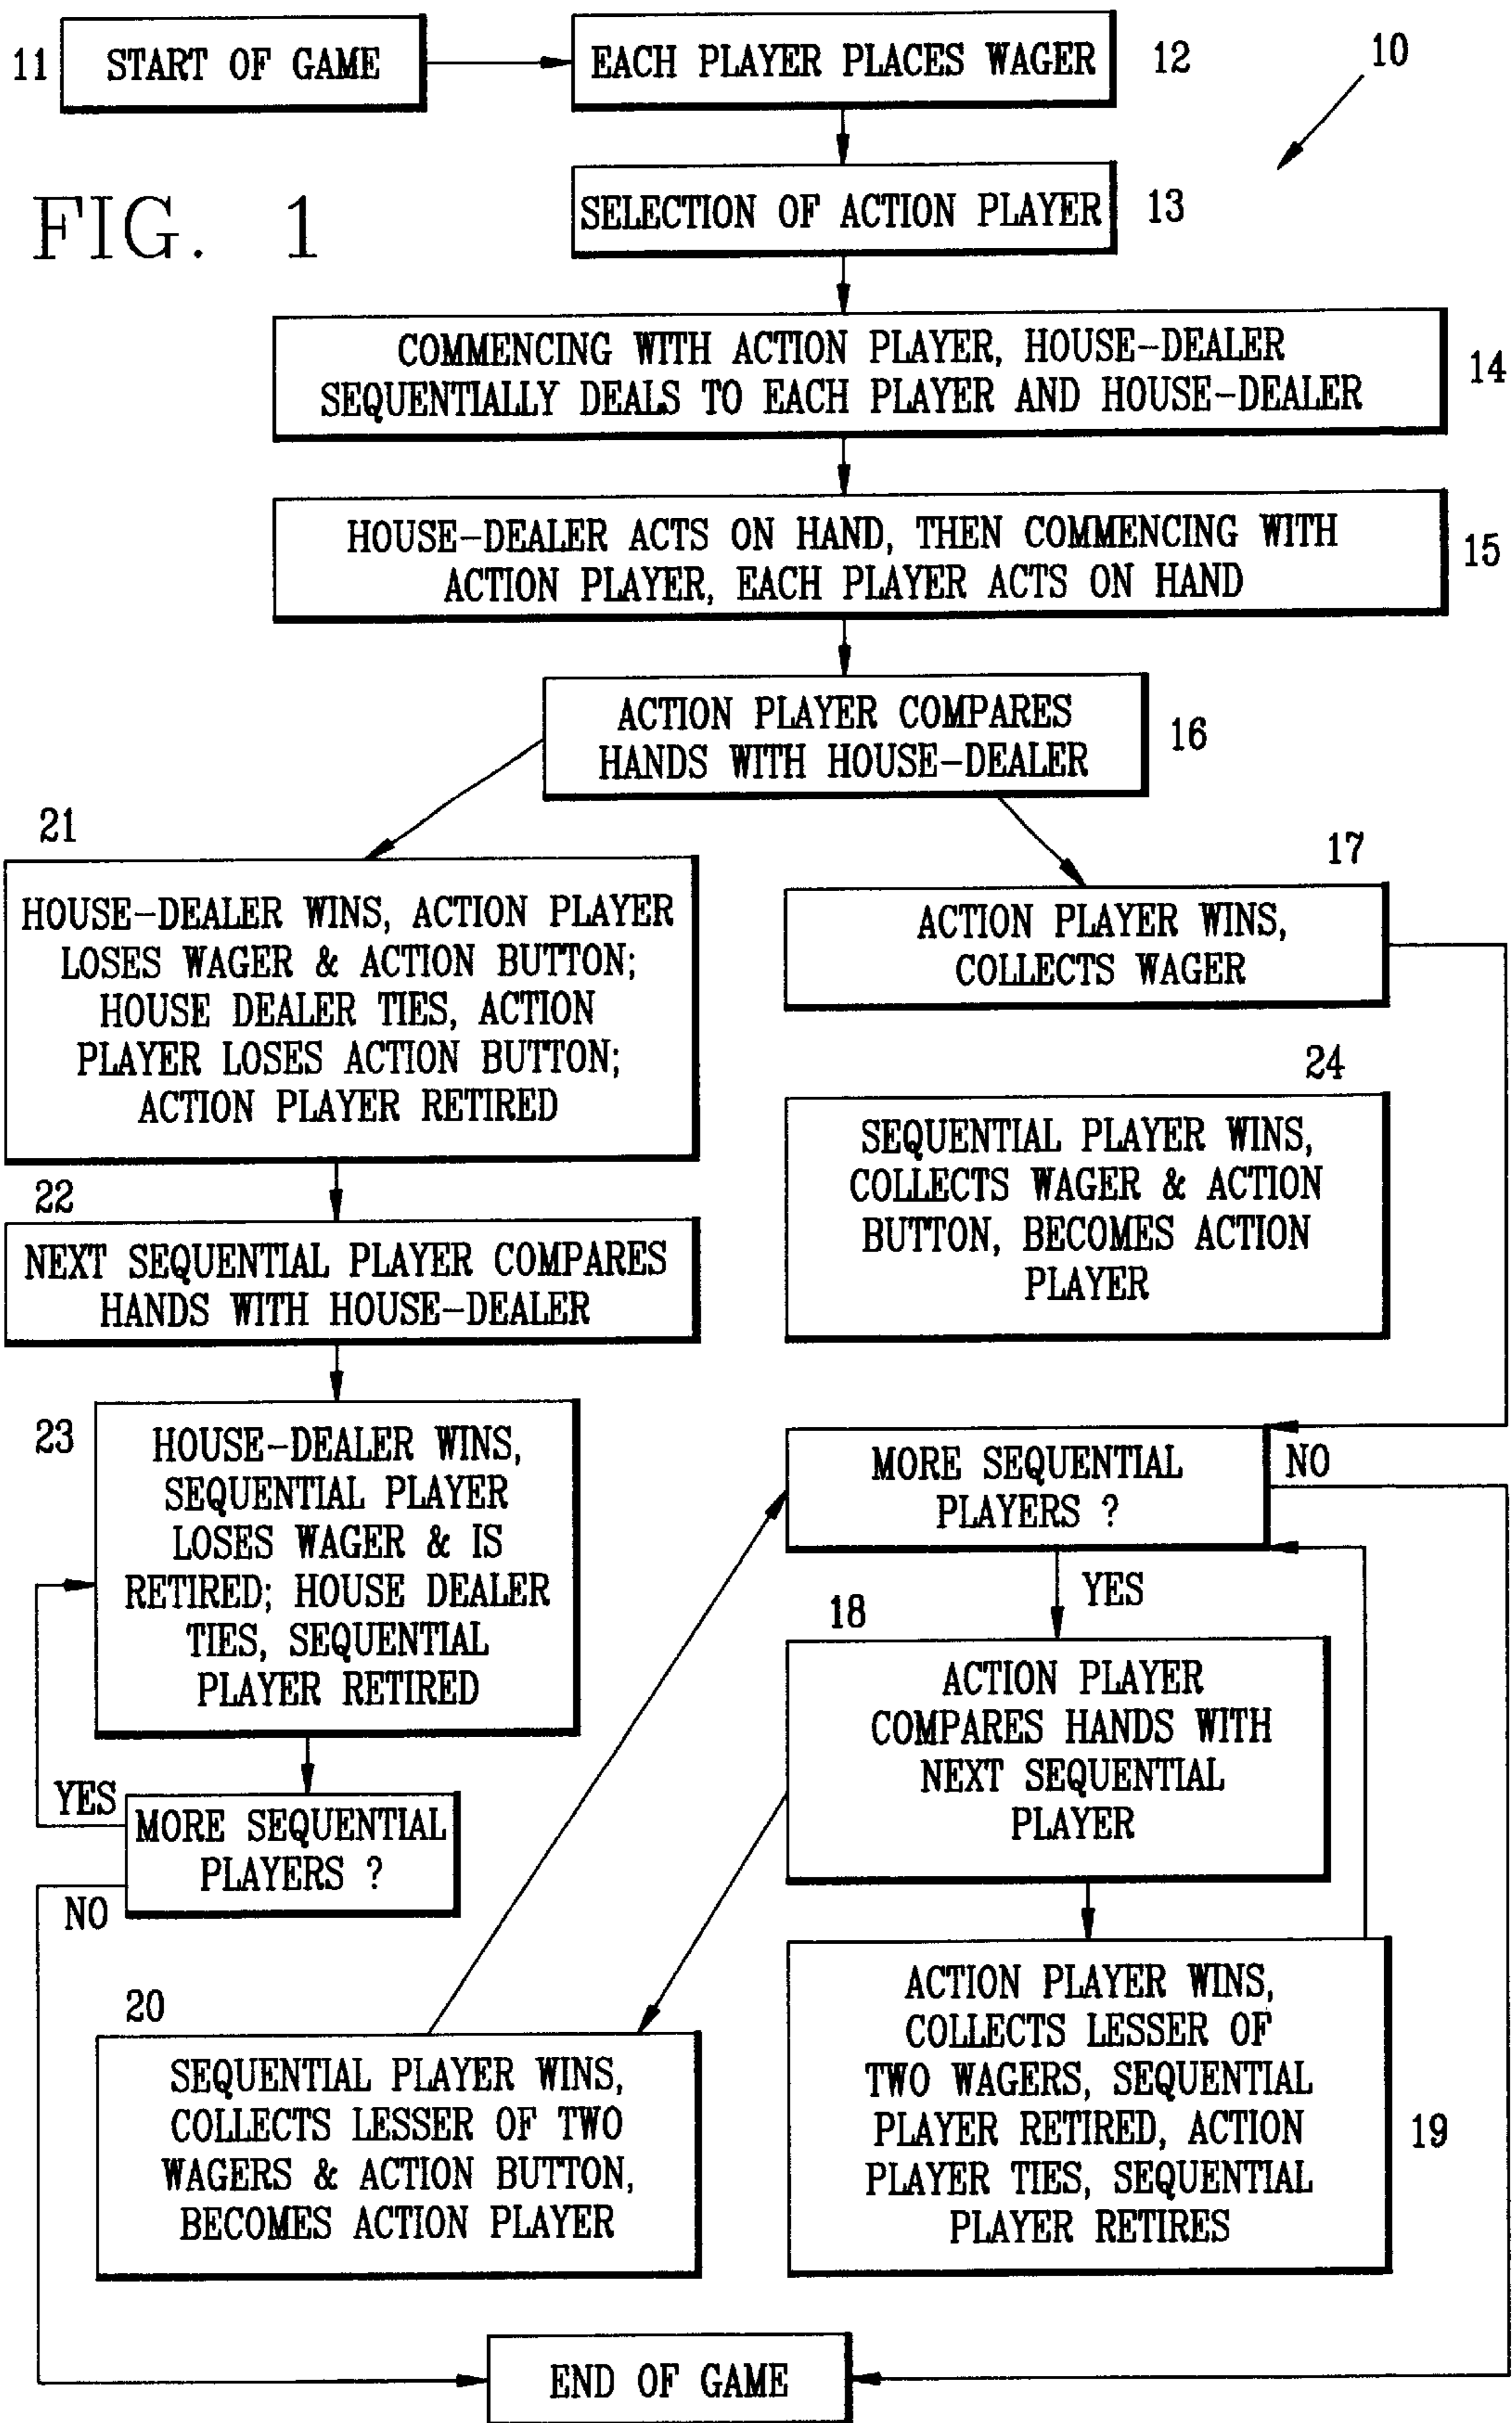 11
START OF GAME
EACH PLAYER PLACES WAGER
12
10
FIG. 1
SELECTION OF ACTION PLAYER
13
COMMENCING WITH ACTION PLAYER, HOUSE-DEALER
SEQUENTIALLY DEALS TO EACH PLAYER AND HOUSE-DEALER
14
HOUSE-DEALER ACTS ON HAND, THEN COMMENCING WITH
ACTION PLAYER, EACH PLAYER ACTS ON HAND
15
ACTION PLAYER COMPARES
HANDS WITH HOUSE-DEALER
16
21
HOUSE-DEALER WINS, ACTION PLAYER
LOSES WAGER & ACTION BUTTON;
HOUSE DEALER TIES, ACTION
PLAYER LOSES ACTION BUTTON;
ACTION PLAYER RETIRED
17
ACTION PLAYER WINS,
COLLECTS WAGER
24
SEQUENTIAL PLAYER WINS,
COLLECTS WAGER & ACTION
BUTTON, BECOMES ACTION
PLAYER
22
NEXT SEQUENTIAL PLAYER COMPARES
HANDS WITH HOUSE-DEALER
23
HOUSE-DEALER WINS,
SEQUENTIAL PLAYER
LOSES WAGER & IS
RETIRED; HOUSE DEALER
TIES, SEQUENTIAL
PLAYER RETIRED
MORE SEQUENTIAL
PLAYERS ?
NO
YES
18
ACTION PLAYER
COMPARES HANDS WITH
NEXT SEQUENTIAL
PLAYER
YES
MORE SEQUENTIAL
PLAYERS ?
NO
20
SEQUENTIAL PLAYER WINS,
COLLECTS LESSER OF TWO
WAGERS & ACTION BUTTON,
BECOMES ACTION PLAYER
ACTION PLAYER WINS,
COLLECTS LESSER OF
TWO WAGERS, SEQUENTIAL
PLAYER RETIRED, ACTION
PLAYER TIES, SEQUENTIAL
PLAYER RETIRES
19
END OF GAME